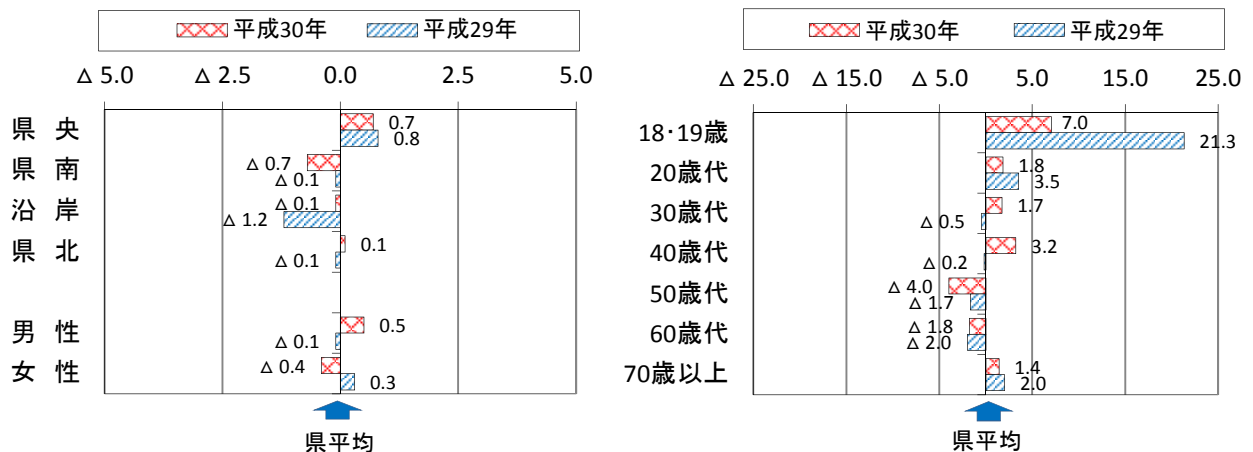 平成30年 平成29年
△ 5.0 △ 2.5 0.0 2.5 5.0
県 央 0.7
0.8
県 南 △ 0.7
△ 0.1
沿 岸 △ 0.1
△ 1.2
県 北 0.1
△ 0.1
男 性 0.5
△ 0.1
女 性 △ 0.4
0.3
県平均
平成30年 平成29年
△ 25.0 △ 15.0 △ 5.0 5.0 15.0 25.0
18・19歳 7.0
21.3
20歳代 1.8
3.5
30歳代 1.7
△ 0.5
40歳代 3.2
△ 0.2
50歳代 △ 4.0
△ 1.7
60歳代 △ 1.8
△ 2.0
70歳以上 1.4
2.0
県平均